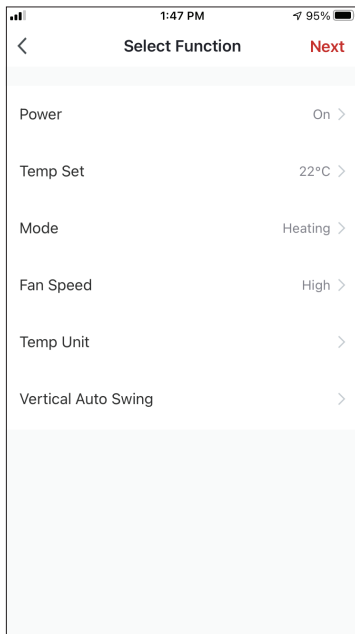 1:47 PM 95%
Select Function Next
Power On
Temp Set 22°C
Mode Heating
Fan Speed High
Temp Unit
Vertical Auto Swing